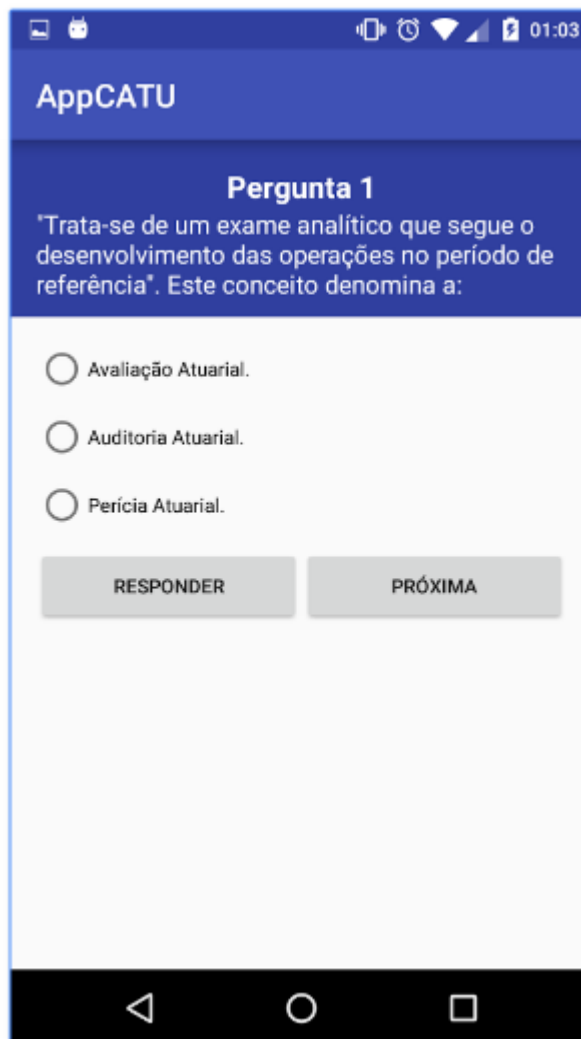 01:03
AppCATU
Pergunta 1
"Trata-se de um exame analítico que segue o
desenvolvimento das operações no período de
referência". Este conceito denomina a:
Avaliação Atuarial.
Auditoria Atuarial.
Perícia Atuarial.
RESPONDER PRÓXIMA